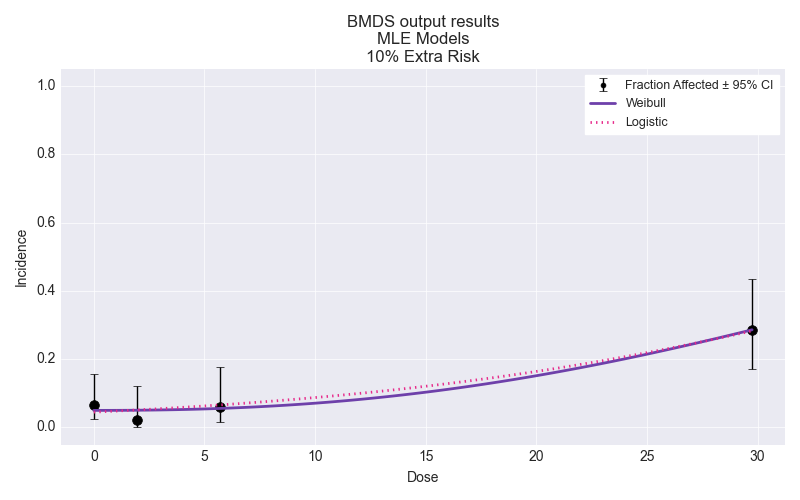 BMDS output results
MLE Models
10% Extra Risk
Fraction Affected ± 95% CI
Weibull
Logistic
Incidence
1.0
0.8
0.6
0.4
0.2
0.0
0 5 10 15 20 25 30
Dose